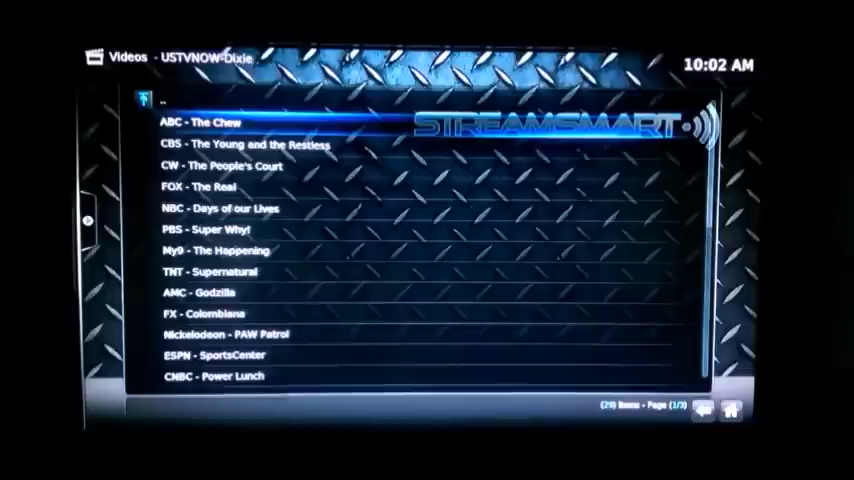 Videos - USTVNOW-Dixie
10:02 AM
..
ABC - The Chew
STREAMSMART
CBS - The Young and the Restless
CW - The People's Court
FOX - The Real
NBC - Days of our Lives
PBS - Super Why!
My9 - The Happening
TNT - Supernatural
AMC - Godzilla
FX - Colombiana
Nickelodeon - PAW Patrol
ESPN - SportsCenter
CNBC - Power Lunch
(29) Items - Page (1/3)